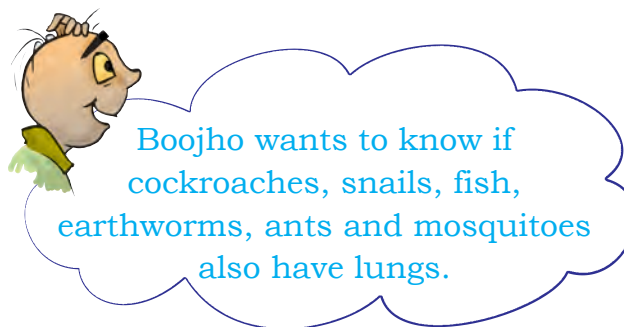 Boojho wants to know if
cockroaches, snails, fish,
earthworms, ants and mosquitoes
also have lungs.